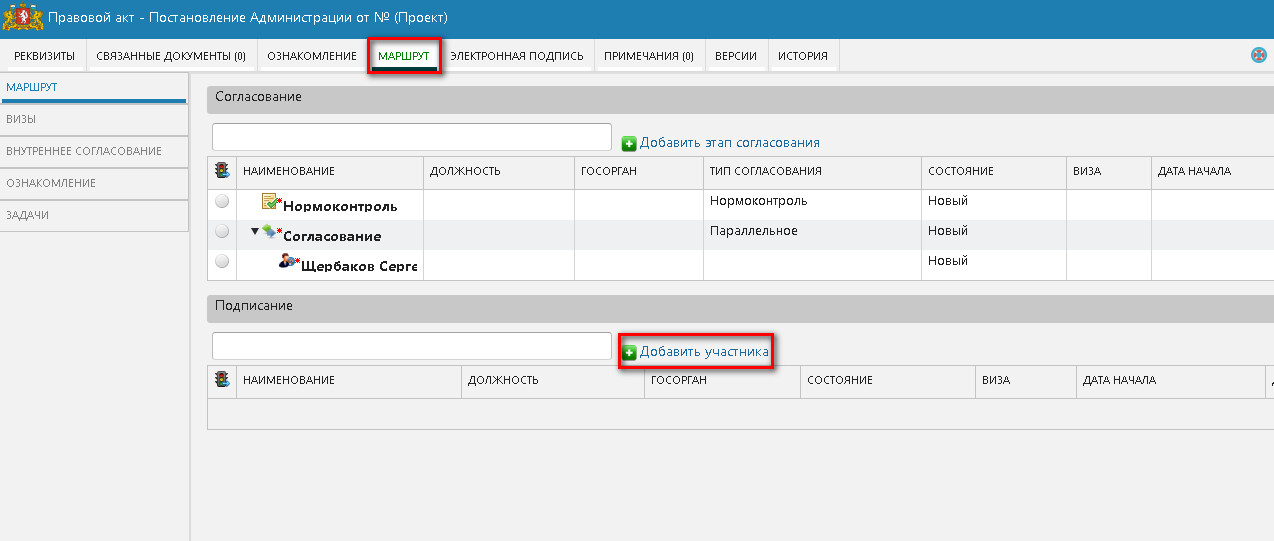 Правовой акт - Постановление Администрации от № (Проект)
РЕКВИЗИТЫ СВЯЗАННЫЕ ДОКУМЕНТЫ (0) ОЗНАКОМЛЕНИЕ МАРШРУТ ЭЛЕКТРОННАЯ ПОДПИСЬ ПРИМЕЧАНИЯ (0) ВЕРСИИ ИСТОРИЯ
МАРШРУТ
ВИЗЫ
ВНУТРЕННЕЕ СОГЛАСОВАНИЕ
ОЗНАКОМЛЕНИЕ
ЗАДАЧИ
Согласование
Добавить этап согласования
НАИМЕНОВАНИЕ ДОЛЖНОСТЬ ГОСОРГАН ТИП СОГЛАСОВАНИЯ СОСТОЯНИЕ ВИЗА ДАТА НАЧАЛА
*Нормоконтроль Нормоконтроль Новый
*Согласование Параллельное Новый
*Щербаков Серге Новый
Подписание
Добавить участника
НАИМЕНОВАНИЕ ДОЛЖНОСТЬ ГОСОРГАН СОСТОЯНИЕ ВИЗА ДАТА НАЧАЛА